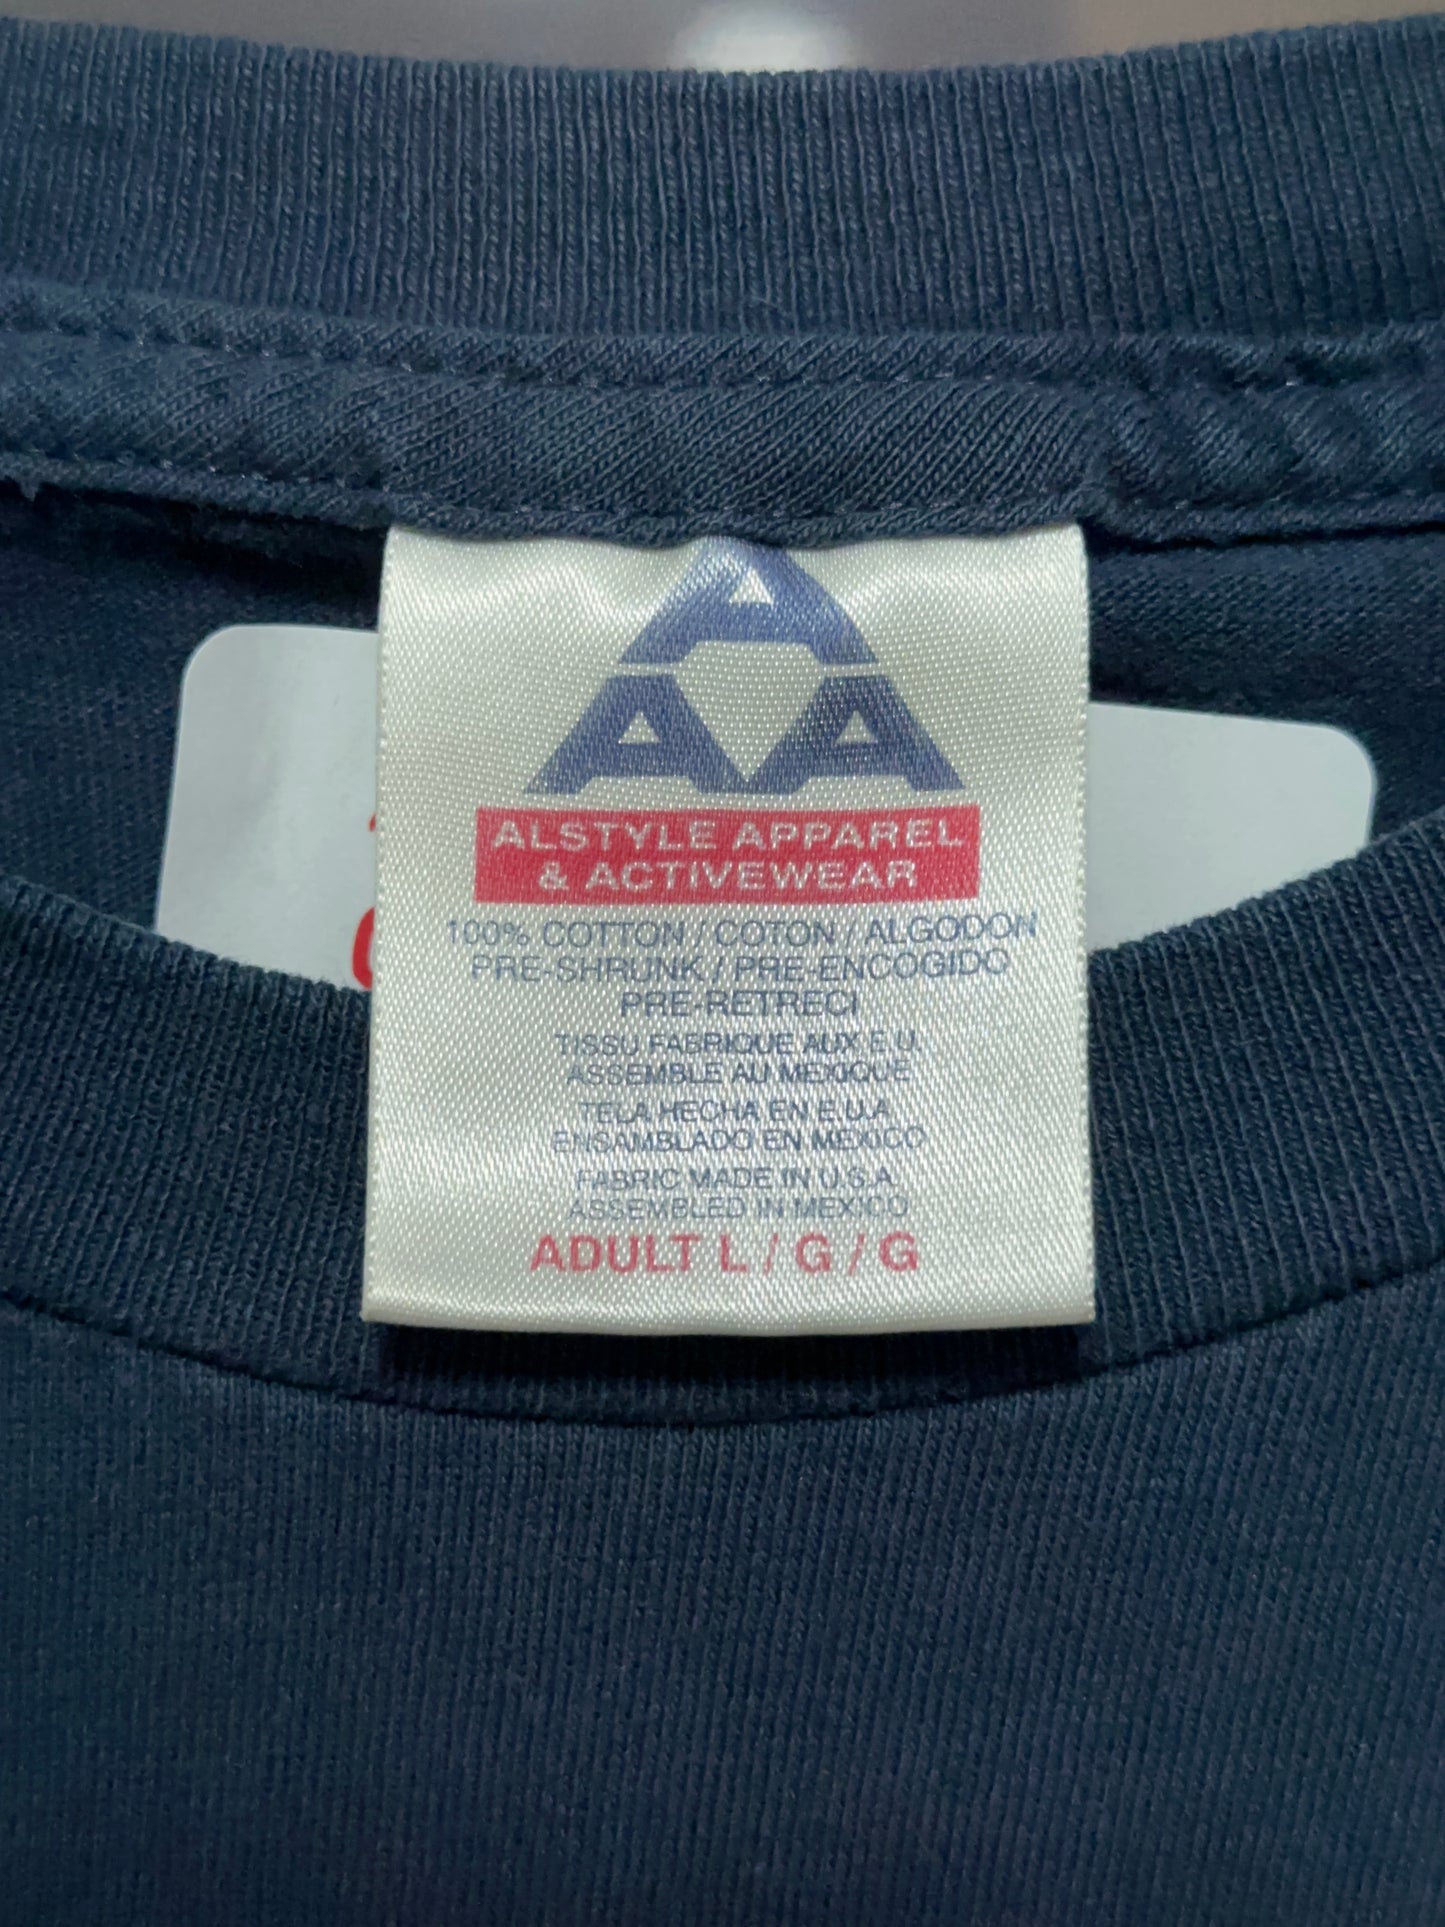 A
AA
ALSTYLE APPAREL
& ACTIVEWEAR
100% COTTON / COTON / ALGODON
PRE-SHRUNK / PRE-ENCOGIDO
PRE-RETRECI
TISSU FABRIQUE AUX E.U.
ASSEMBLE AU MEXIQUE
TELA HECHA EN E.U.A
ENSAMBLADO EN MEXICO
FABRIC MADE IN U.S.A
ASSEMBLED IN MEXICO
ADULT L / G / G